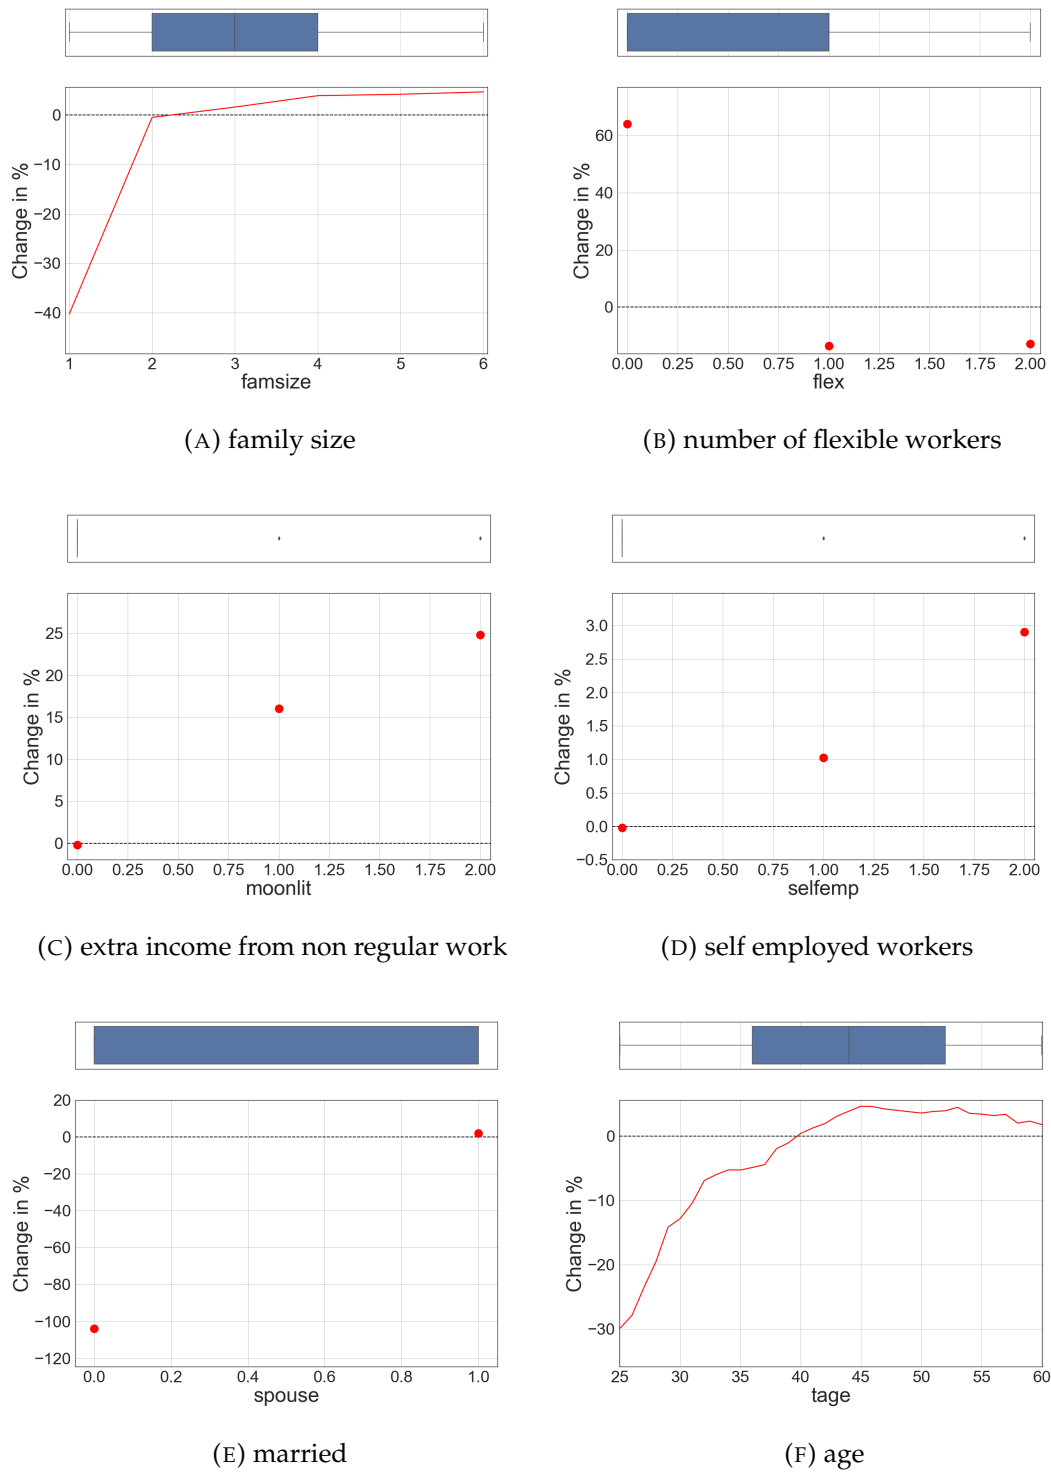 0
−10
−20
−30
−40
Change in %
1 2 3 4 5 6
famsize
(A) family size
60
40
20
0
Change in %
0.00 0.25 0.50 0.75 1.00 1.25 1.50 1.75 2.00
flex
(B) number of flexible workers
25
20
15
10
5
0
Change in %
0.00 0.25 0.50 0.75 1.00 1.25 1.50 1.75 2.00
moonlit
(C) extra income from non regular work
3.0
2.5
2.0
1.5
1.0
0.5
0.0
−0.5
Change in %
0.00 0.25 0.50 0.75 1.00 1.25 1.50 1.75 2.00
selfemp
(D) self employed workers
20
0
−20
−40
−60
−80
−100
−120
Change in %
0.0 0.2 0.4 0.6 0.8 1.0
spouse
(E) married
0
−10
−20
−30
Change in %
25 30 35 40 45 50 55 60
tage
(F) age